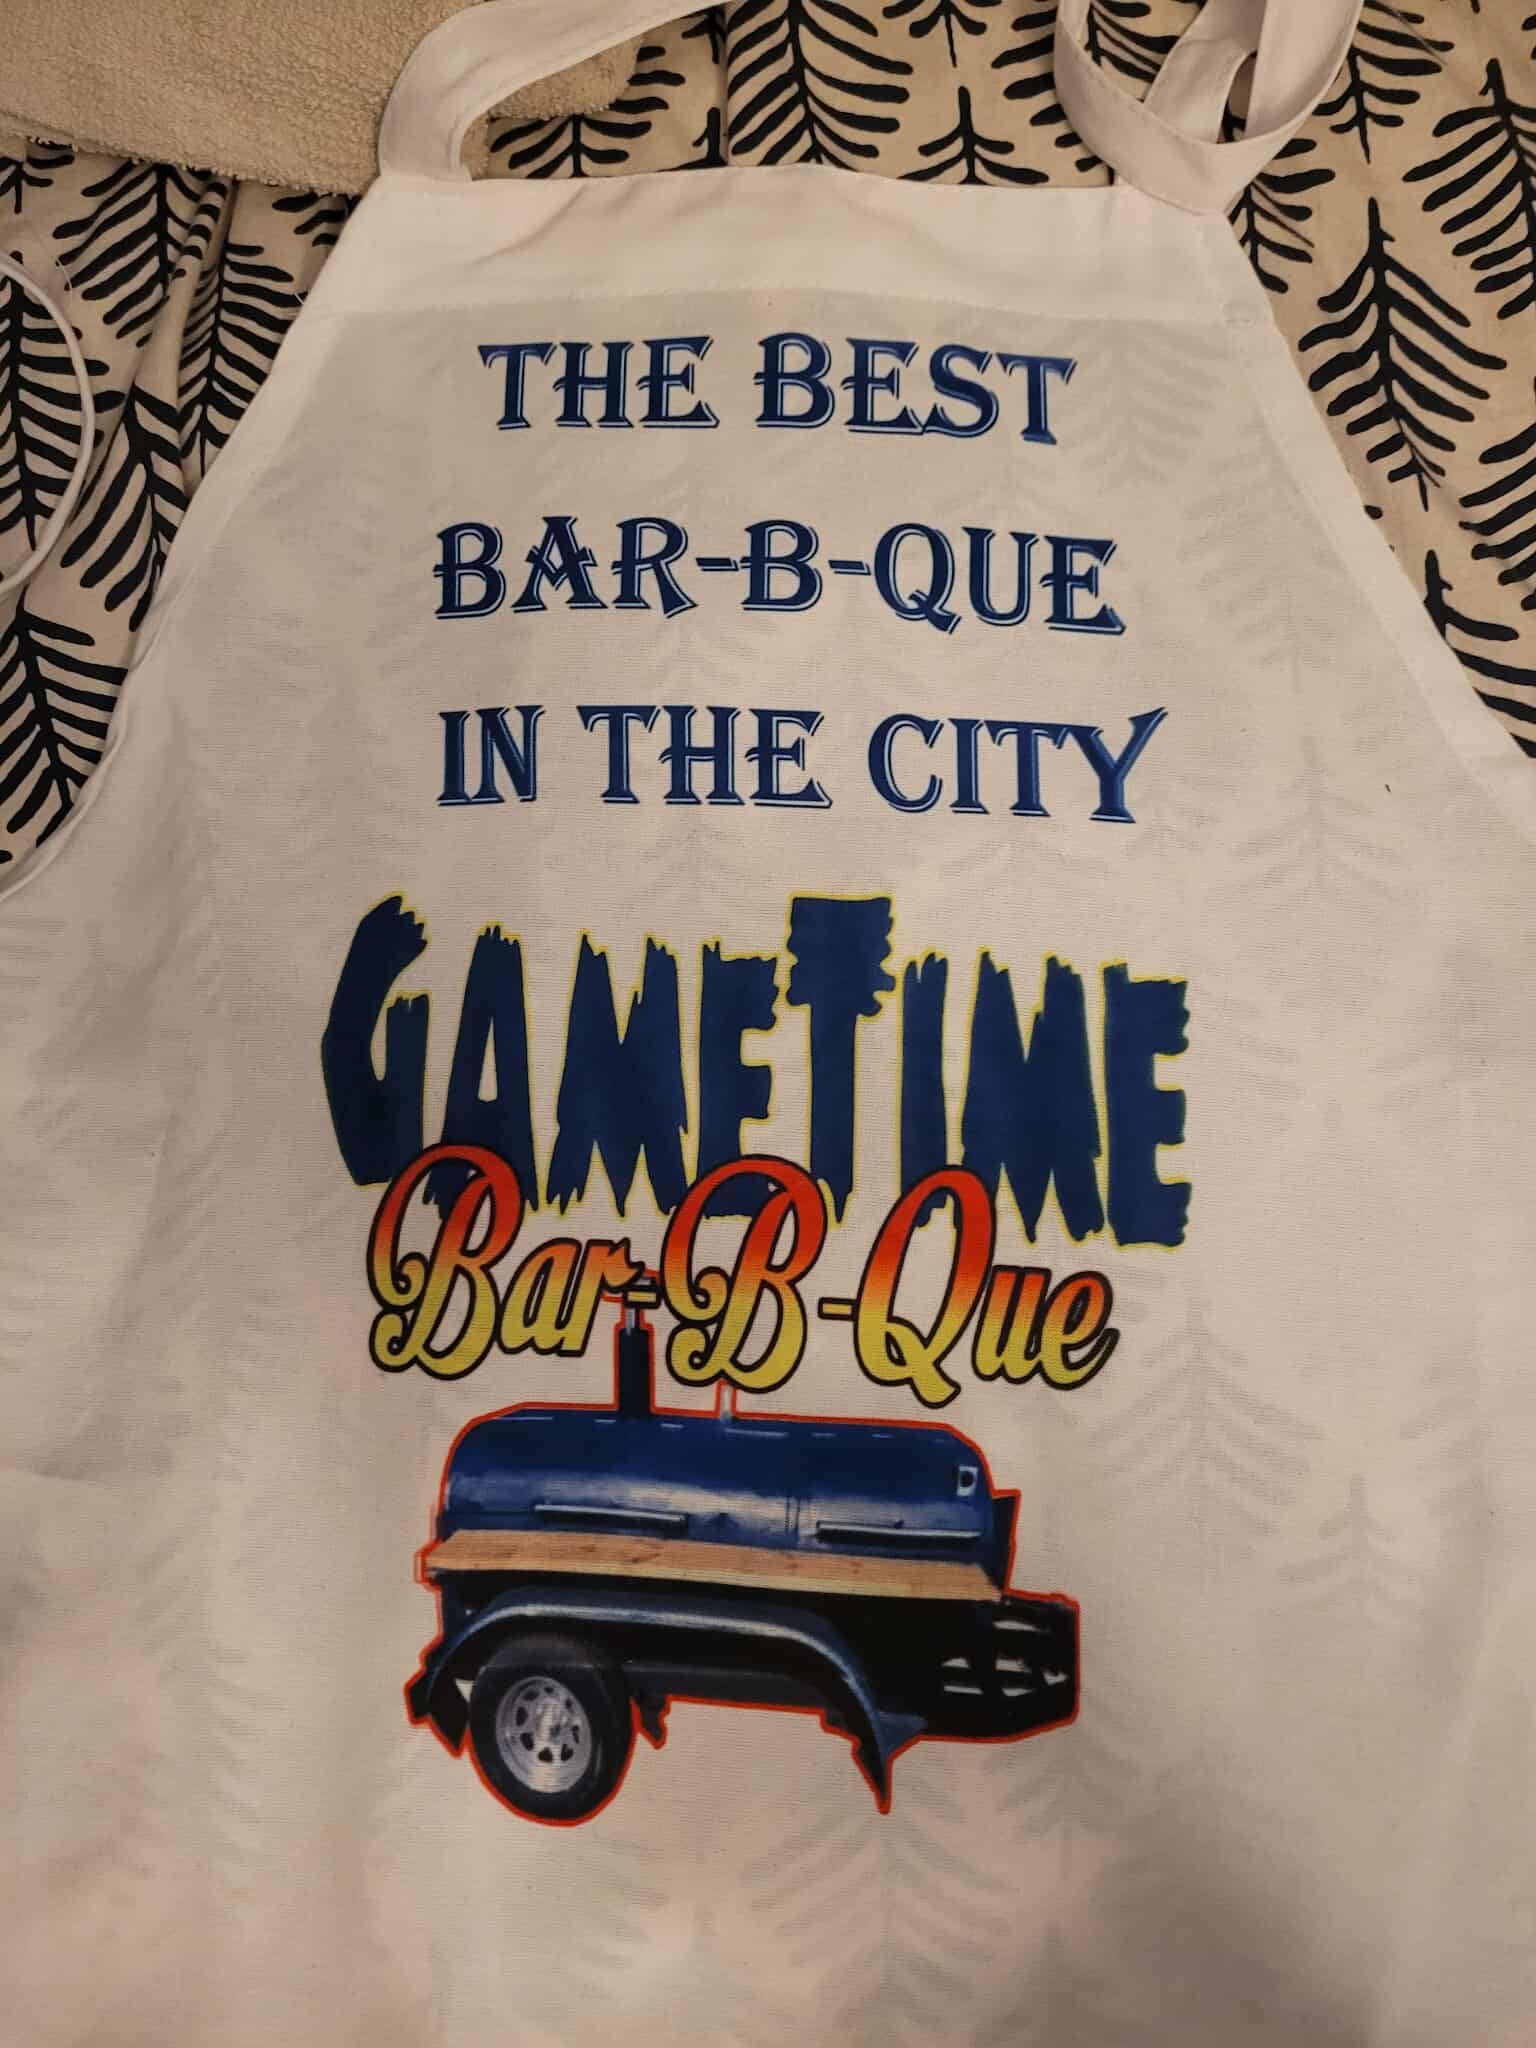 THE BEST
BAR-B-QUE
IN THE CITY
GAMETIME
Bar-B-Que